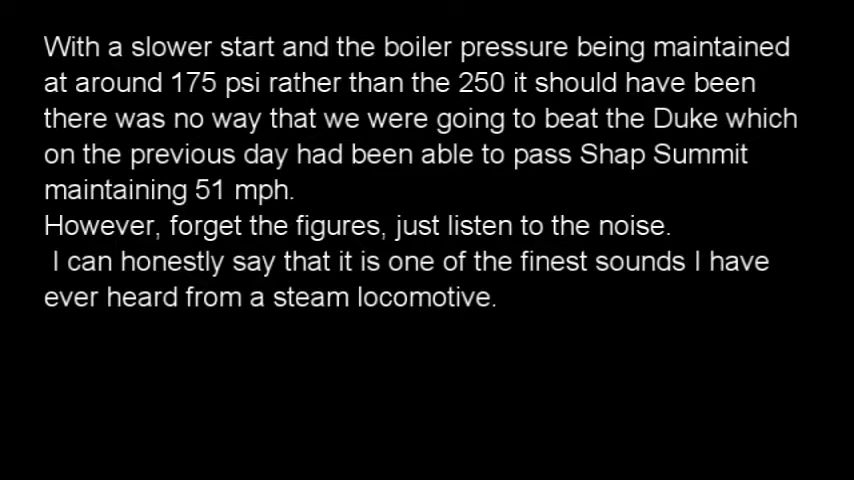 With a slower start and the boiler pressure being maintained
at around 175 psi rather than the 250 it should have been
there was no way that we were going to beat the Duke which
on the previous day had been able to pass Shap Summit
maintaining 51 mph.
However, forget the figures, just listen to the noise.
I can honestly say that it is one of the finest sounds I have
ever heard from a steam locomotive.